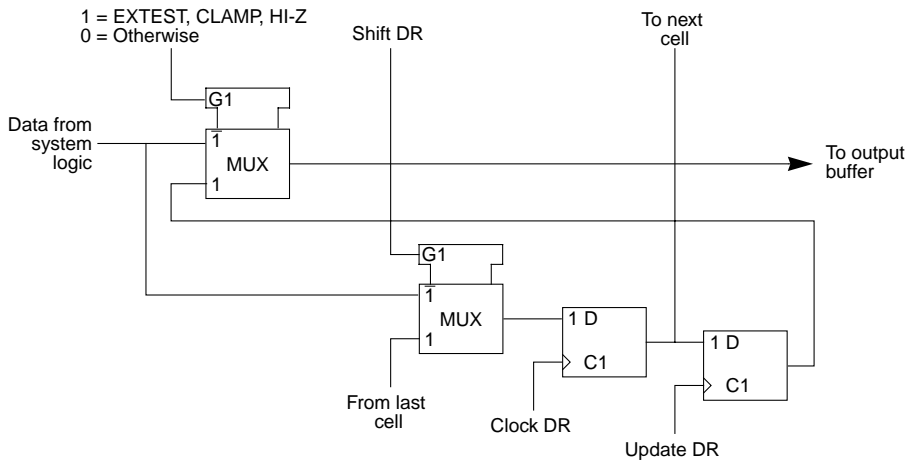 1 = EXTEST, CLAMP, HI-Z
0 = Otherwise
Shift DR
To next
cell
G1
Data from
system
logic
1
MUX
1
To output
buffer
G1
1
MUX
1
1 D
C1
1 D
C1
From last
cell
Clock DR
Update DR